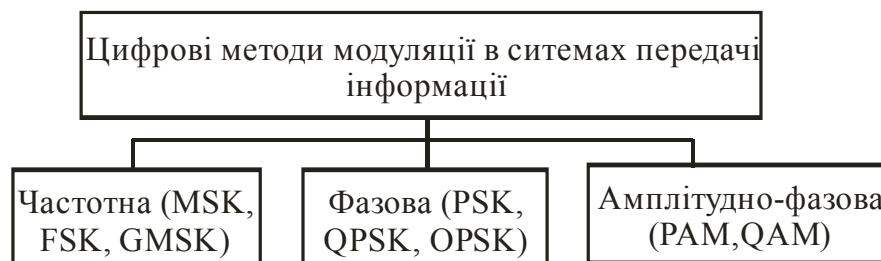 Цифрові методи модуляції в ситемах передачі
інформації
Частотна (MSK,
FSK, GMSK)
Фазова (PSK,
QPSK, OPSK)
Амплітудно-фазова
(PAM,QAM)